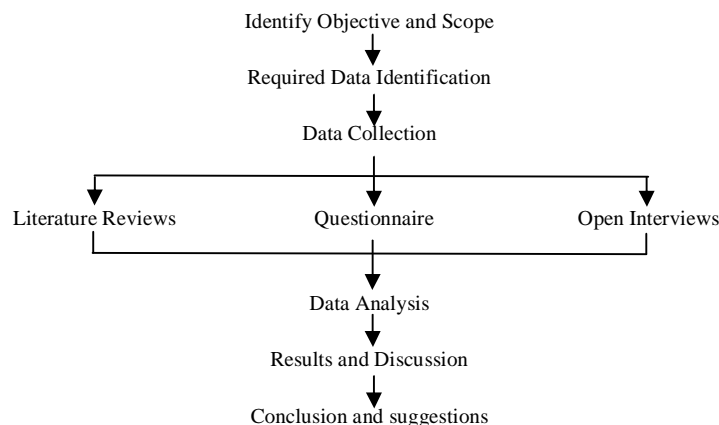 Identify Objective and Scope
Required Data Identification
Data Collection
Literature Reviews
Questionnaire
Open Interviews
Data Analysis
Results and Discussion
Conclusion and suggestions